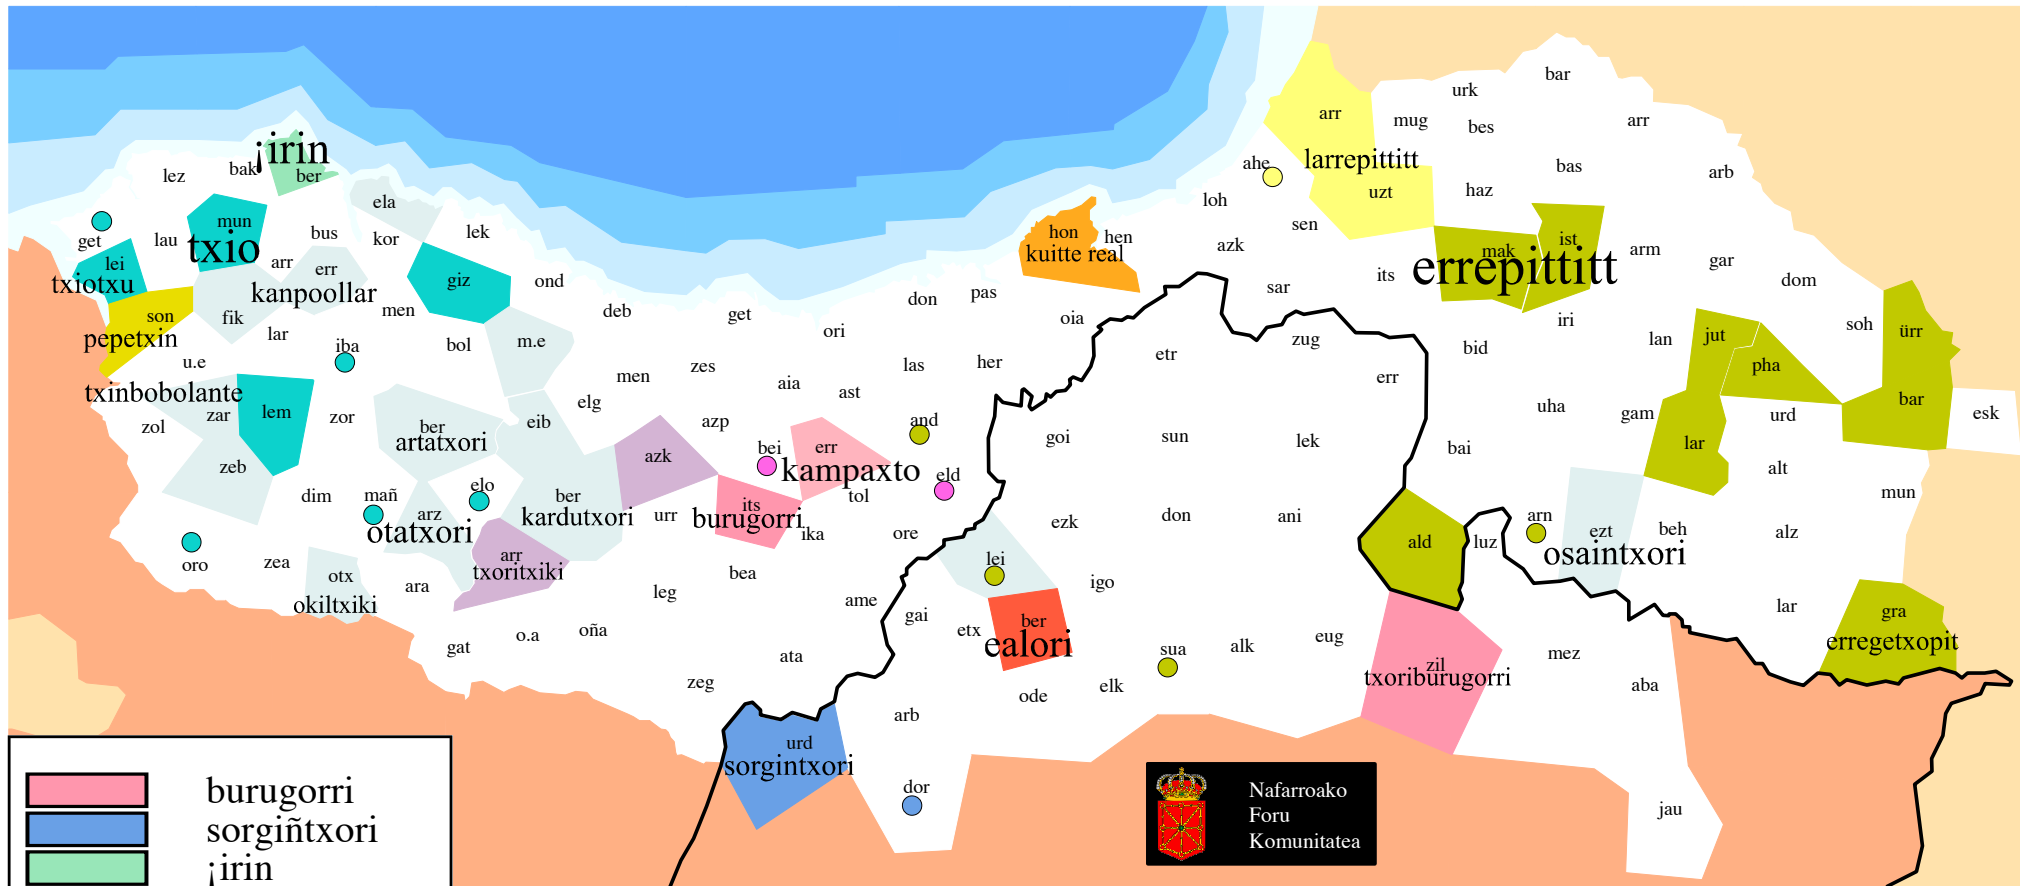 bar
urk
arr
mug
arr
bes
¡irin
larrepittitt
ahe
bas
bak
lez
ber
arb
uzt
haz
ela
loh
mun
sen
hon
bus
lek
kor
hen
ist
get
lau
txio
azk
kuitte real
mak
arm
lei
arr
err
gar
errepittitt
its
txiotxu
giz
ond
dom
kanpoollar
sar
pas
don
men
deb
get
son
fik
oia
iri
soh
ürr
ori
lar
pepetxin
jut
lan
zug
m.e
bol
iba
bid
etr
u.e
her
las
zes
pha
men
err
aia
txinbobolante
ast
bar
elg
uha
zar
lem
zor
gam
urd
esk
eib
azp
and
zol
ber
artatxori
goi
sun
lek
lar
bei
err
bai
azk
zeb
kampaxto
alt
eld
elo
mun
dim
mañ
ber
tol
its
arz
kardutxori
urr
burugorri
ezk
don
ani
arn
otatxori
ika
ore
ald
luz
ezt
beh
alz
osaintxori
arr
lei
oro
zea
txoritxiki
bea
otx
ara
igo
leg
okiltxiki
ame
lar
gra
gai
ber
etx
oña
o.a
eug
erregetxopit
gat
ealori
alk
sua
ata
mez
zil
txoriburugorri
zeg
elk
aba
ode
arb
urd
sorgintxori
dor
burugorri
Nafarroako
jau
Foru
sorgiñtxori
Komunitatea
¡irin